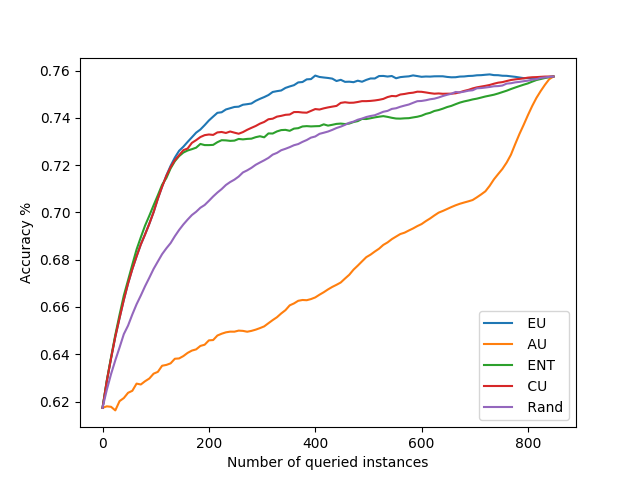 0.76
0.74
0.72
0.70
0.68
0.66
0.64
0.62
Accuracy %
0 200 400 600 800
Number of queried instances
EU
AU
ENT
CU
Rand